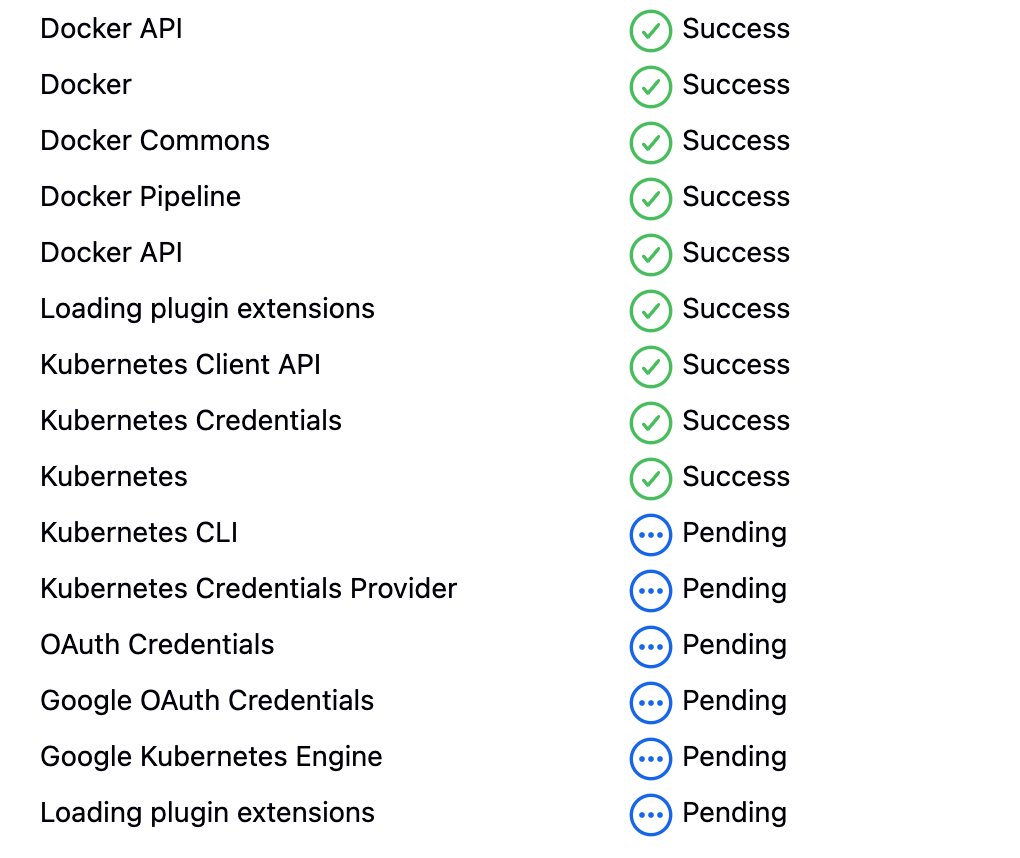 Docker API Success
Docker Success
Docker Commons Success
Docker Pipeline Success
Docker API Success
Loading plugin extensions Success
Kubernetes Client API Success
Kubernetes Credentials Success
Kubernetes Success
Kubernetes CLI Pending
Kubernetes Credentials Provider Pending
OAuth Credentials Pending
Google OAuth Credentials Pending
Google Kubernetes Engine Pending
Loading plugin extensions Pending